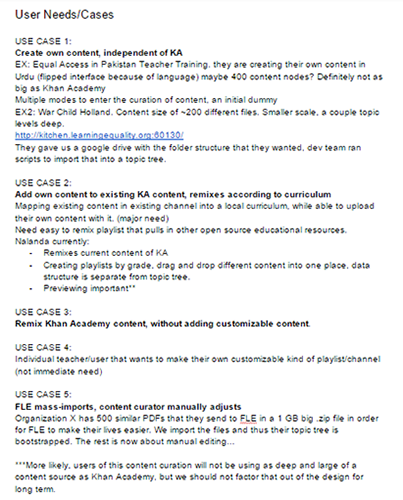 User Needs/Cases
USE CASE 1:
Create own content, independent of KA
EX: Equal Access in Pakistan Teacher Training, they are creating their own content in
Urdu (flipped interface because of language) maybe 400 content nodes? Definitely not as
big as Khan Academy
Multiple modes to enter the curation of content, an initial dummy
EX2: War Child Holland. Content size of ~200 different files. Smaller scale, a couple topic
levels deep.
http://kitchen.learningequality.org:60130/
They gave us a google drive with the folder structure that they wanted, dev team ran
scripts to import that into a topic tree.
USE CASE 2:
Add own content to existing KA content, remixes according to curriculum
Mapping existing content in existing channel into a local curriculum, while able to upload
their own content with it. (major need)
Need easy to remix playlist that pulls in other open source educational resources.
Nalanda currently:
- Remixes current content of KA
- Creating playlists by grade, drag and drop different content into one place, data
structure is separate from topic tree.
- Previewing important**
USE CASE 3:
Remix Khan Academy content, without adding customizable content.
USE CASE 4:
Individual teacher/user that wants to make their own customizable kind of playlist/channel
(not immediate need)
USE CASE 5:
FLE mass-imports, content curator manually adjusts
Organization X has 500 similar PDFs that they send to FLE in a 1 GB big .zip file in order
for FLE to make their lives easier. We import the files and thus their topic tree is
bootstrapped. The rest is now about manual editing...
***More likely, users of this content curation will not be using as deep and large of a
content source as Khan Academy, but we should not factor that out of the design for
long term.